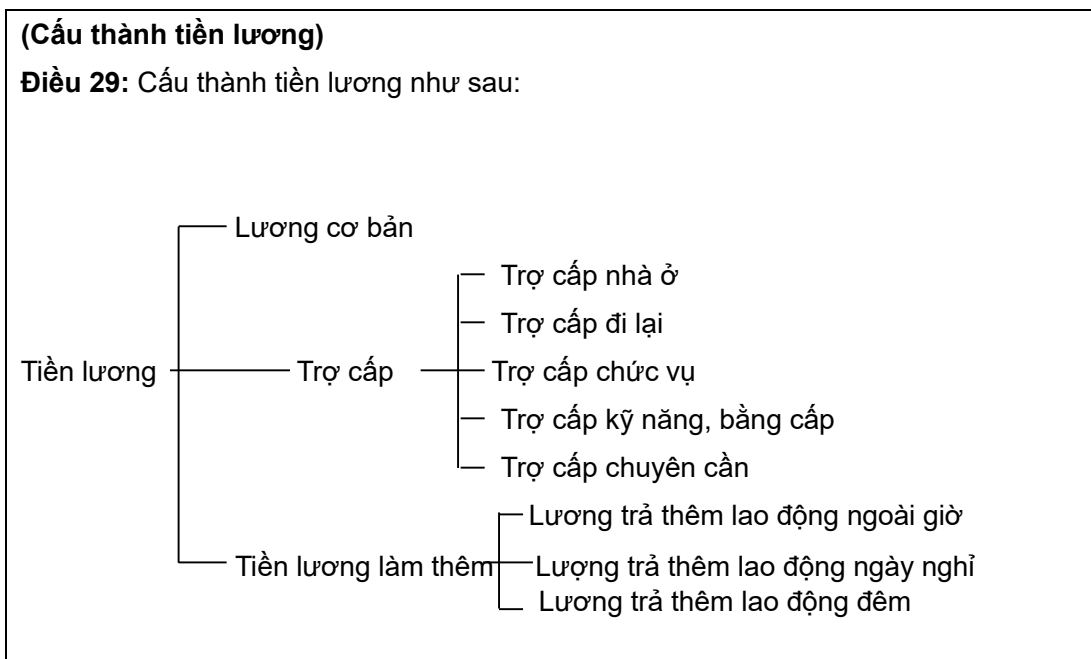 (Cấu thành tiền lương)
Điều 29: Cấu thành tiền lương như sau:
Lương cơ bản
Trợ cấp nhà ở
Trợ cấp đi lại
Tiền lương
Trợ cấp
Trợ cấp chức vụ
Trợ cấp kỹ năng, bằng cấp
Trợ cấp chuyên cần
Lương trả thêm lao động ngoài giờ
Tiền lương làm thêm
Lượng trả thêm lao động ngày nghỉ
Lương trả thêm lao động đêm